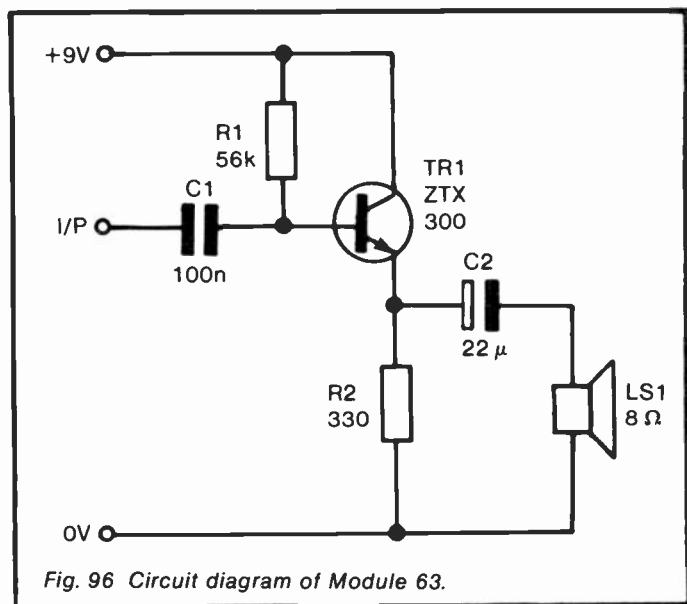 +9V
R1
56k
TR1
ZTX
300
C1
I/P
100n
C2
22 μ
R2
330
LS1
8 Ω
0V
Fig. 96 Circuit diagram of Module 63.